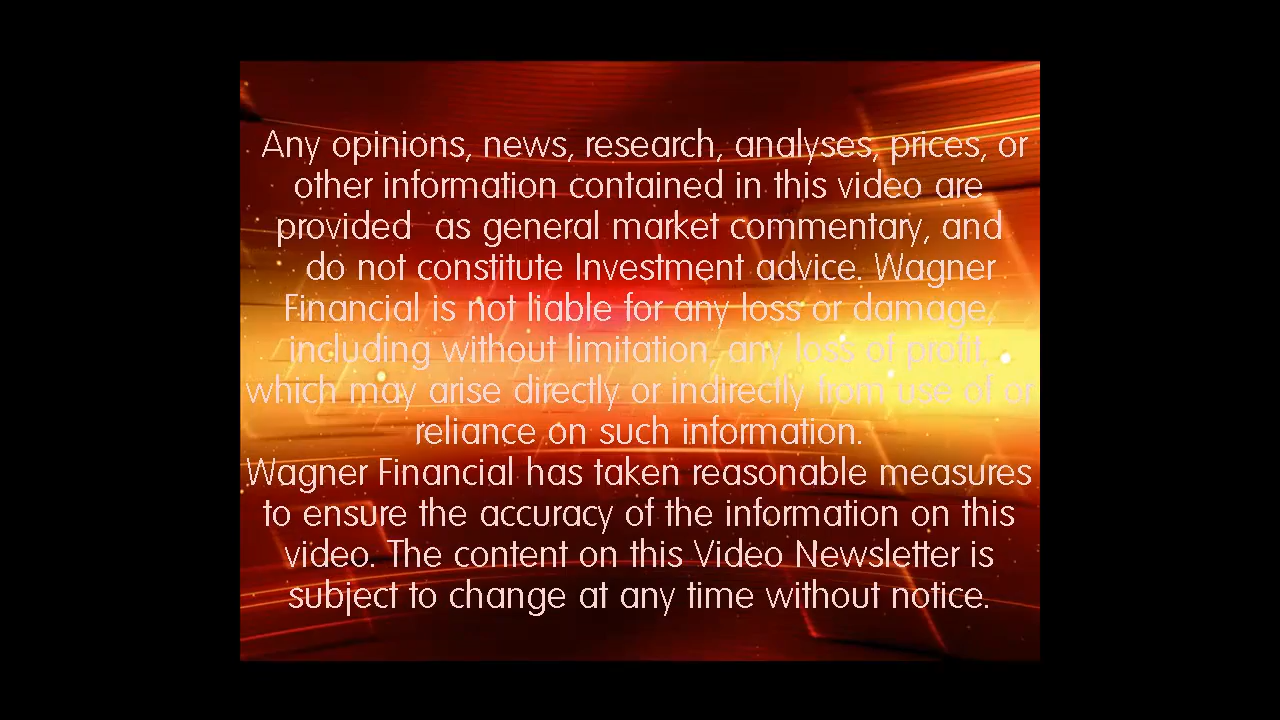 Any opinions, news, research, analyses, prices, or
other information contained in this video are
provided  as general market commentary, and
do not constitute Investment advice. Wagner
Financial is not liable for any loss or damage,
including without limitation, any loss of profit,
which may arise directly or indirectly from use of or
reliance on such information.
Wagner Financial has taken reasonable measures
to ensure the accuracy of the information on this
video. The content on this Video Newsletter is
subject to change at any time without notice.